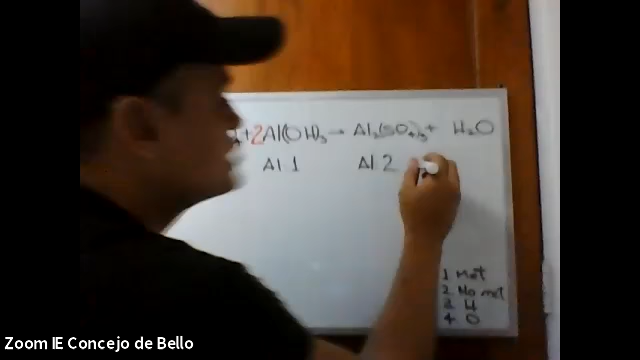 + 2Al(OH)₃ → Al₂(SO₄)₃ + H₂O
Al 1 Al 2
1 Met
2 No met
3 H
4 O
Zoom IE Concejo de Bello